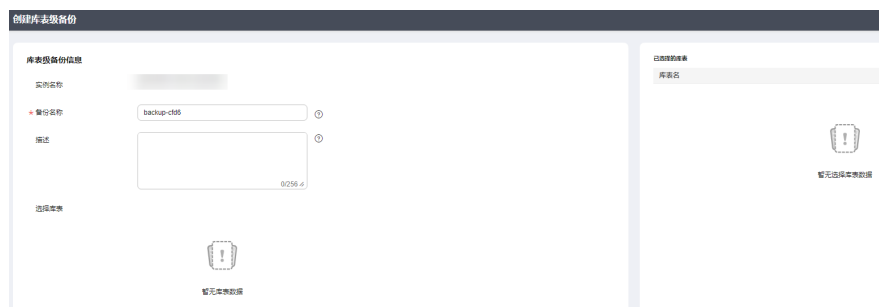 创建库表级备份
库表级备份信息
实例名称
* 备份名称
backup-cfd6
描述
0/256
选择库表
暂无库表数据
已选择的库表
库表名
暂无选择库表数据